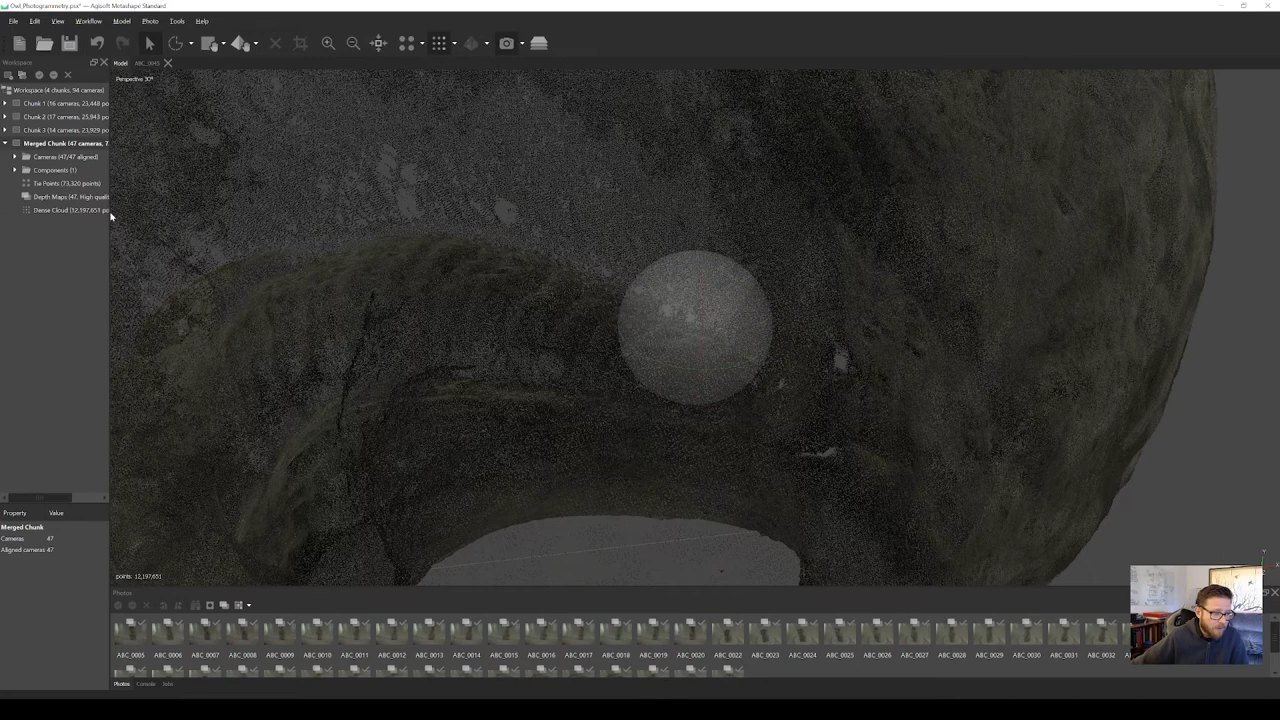 Owl_Photogrammetry.psx* — Agisoft Metashape Standard
File Edit View Workflow Model Photo Tools Help
Workspace
Model ABC_0045
Perspective 30°
Workspace (4 chunks, 94 cameras)
Chunk 1 (16 cameras, 23,448 po
Chunk 2 (17 cameras, 25,943 po
Chunk 3 (14 cameras, 23,929 po
Merged Chunk (47 cameras, 7
Cameras (47/47 aligned)
Components (1)
Tie Points (73,320 points)
Depth Maps (47, High qualit
Dense Cloud (12,197,651 po
Property Value
Merged Chunk
Cameras 47
Aligned cameras 47
points: 12,197,651
Photos
ABC_0005 ABC_0006 ABC_0007 ABC_0008 ABC_0009 ABC_0010 ABC_0011 ABC_0012 ABC_0013 ABC_0014 ABC_0015 ABC_0016 ABC_0017 ABC_0018 ABC_0019 ABC_0020 ABC_0022 ABC_0023 ABC_0024 ABC_0025 ABC_0026 ABC_0027 ABC_0028 ABC_0029 ABC_0030 ABC_0031 ABC_0032
Photos Console Jobs